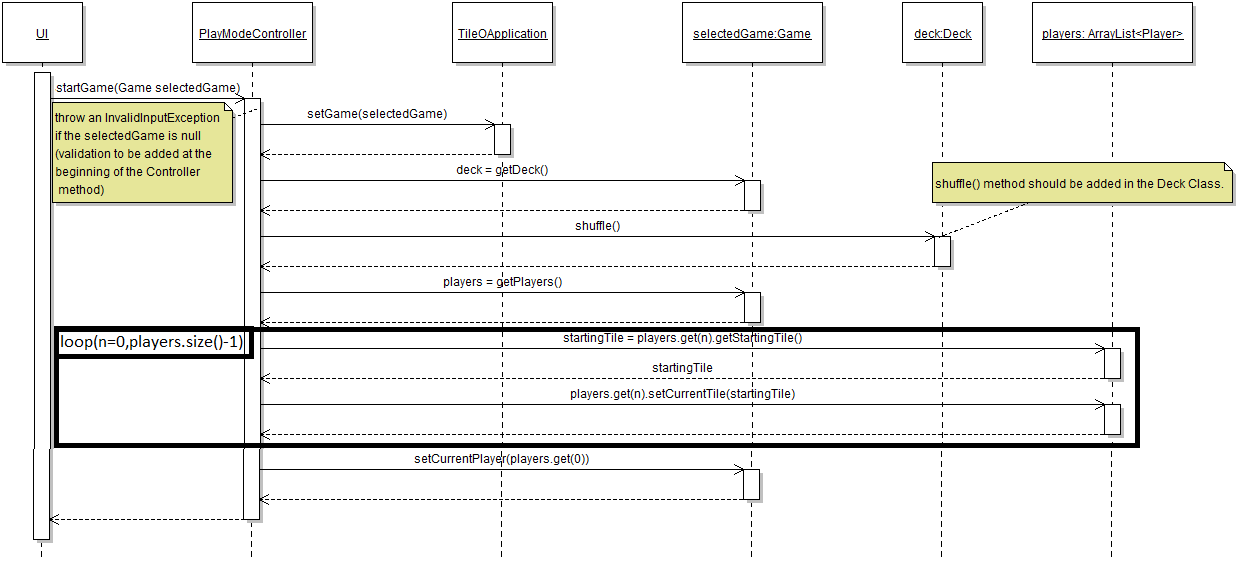 UI
PlayModeController
TileOApplication
selectedGame:Game
deck:Deck
players: ArrayList<Player>
startGame(Game selectedGame)
throw an InvalidInputException
if the selectedGame is null
(validation to be added at the
beginning of the Controller
method)
setGame(selectedGame)
deck = getDeck()
shuffle() method should be added in the Deck Class.
shuffle()
players = getPlayers()
loop(n=0,players.size()-1)
startingTile = players.get(n).getStartingTile()
startingTile
players.get(n).setCurrentTile(startingTile)
setCurrentPlayer(players.get(0))